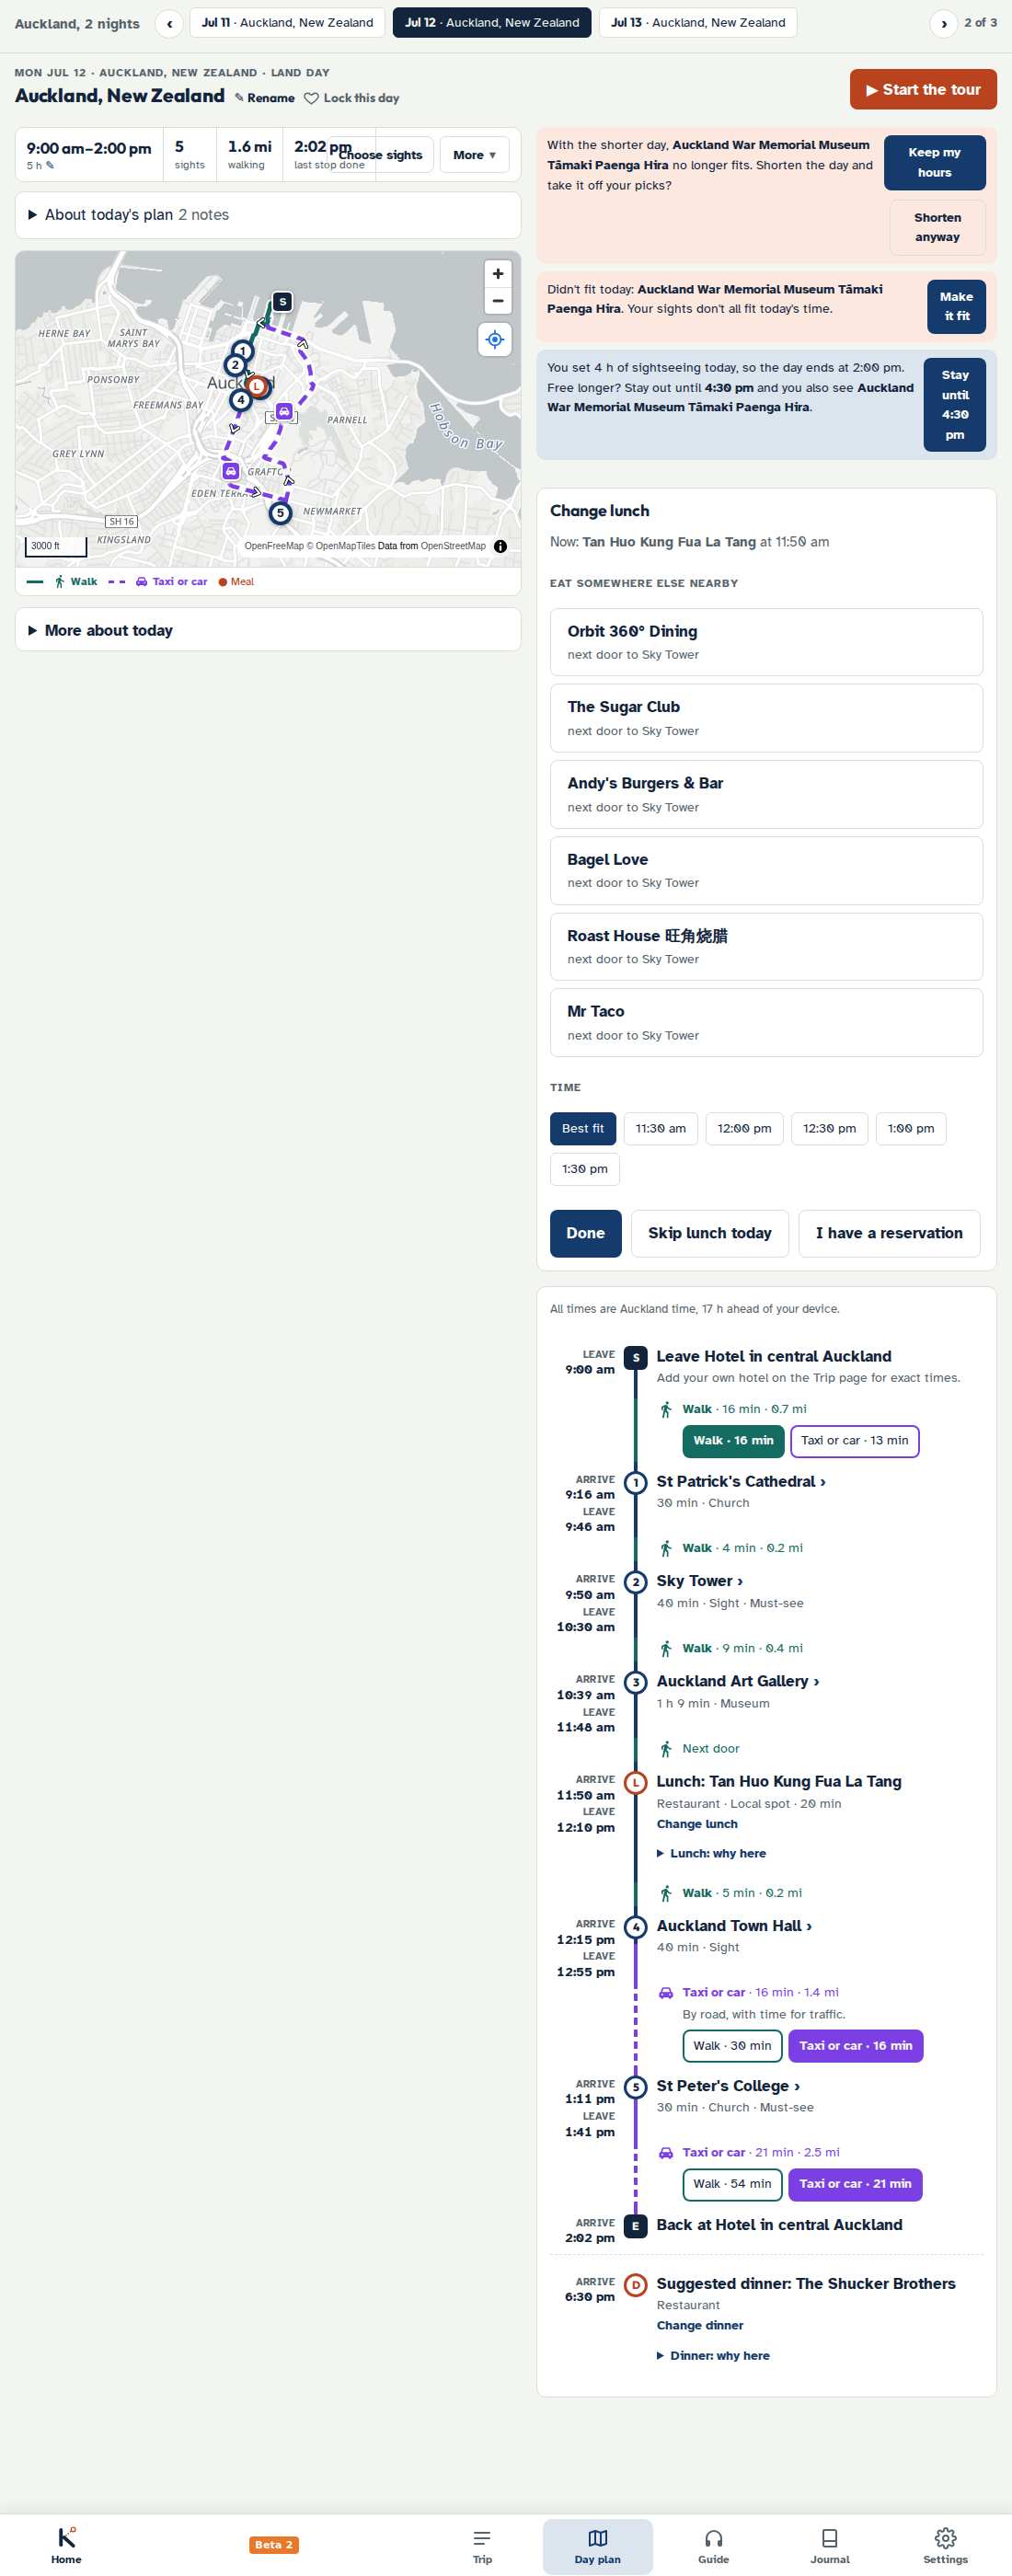 Auckland, 2 nights
‹
Jul 11 · Auckland, New Zealand
Jul 12 · Auckland, New Zealand
Jul 13 · Auckland, New Zealand
›
2 of 3
MON JUL 12 · AUCKLAND, NEW ZEALAND · LAND DAY
Auckland, New Zealand ✎ Rename ♡ Lock this day
▶ Start the tour
9:00 am–2:00 pm
5 h ✎
5
sights
1.6 mi
walking
2:02 pm
last stop done
Choose sights
More ▾
▶ About today's plan 2 notes
HERNE BAY
SAINT
MARYS BAY
PONSONBY
FREEMANS BAY
GREY LYNN
PARNELL
Hobson Bay
NEWMARKET
SH 16
KINGSLAND
S
1
2
L
4
5
+
−
3000 ft
OpenFreeMap © OpenMapTiles Data from OpenStreetMap
Walk
Taxi or car
Meal
▶ More about today
With the shorter day, Auckland War Memorial Museum
Tāmaki Paenga Hira no longer fits. Shorten the day and
take it off your picks?
Keep my
hours
Shorten
anyway
Didn't fit today: Auckland War Memorial Museum Tāmaki
Paenga Hira. Your sights don't all fit today's time.
Make
it fit
You set 4 h of sightseeing today, so the day ends at 2:00 pm.
Free longer? Stay out until 4:30 pm and you also see Auckland
War Memorial Museum Tāmaki Paenga Hira.
Stay
until
4:30
pm
Change lunch
Now: Tan Huo Kung Fua La Tang at 11:50 am
EAT SOMEWHERE ELSE NEARBY
Orbit 360° Dining
next door to Sky Tower
The Sugar Club
next door to Sky Tower
Andy's Burgers & Bar
next door to Sky Tower
Bagel Love
next door to Sky Tower
Roast House 旺角烧腊
next door to Sky Tower
Mr Taco
next door to Sky Tower
TIME
Best fit
11:30 am
12:00 pm
12:30 pm
1:00 pm
1:30 pm
Done
Skip lunch today
I have a reservation
All times are Auckland time, 17 h ahead of your device.
LEAVE
9:00 am
S
Leave Hotel in central Auckland
Add your own hotel on the Trip page for exact times.
Walk · 16 min · 0.7 mi
Walk · 16 min
Taxi or car · 13 min
ARRIVE
9:16 am
LEAVE
9:46 am
1
St Patrick's Cathedral ›
30 min · Church
Walk · 4 min · 0.2 mi
ARRIVE
9:50 am
LEAVE
10:30 am
2
Sky Tower ›
40 min · Sight · Must-see
Walk · 9 min · 0.4 mi
ARRIVE
10:39 am
LEAVE
11:48 am
3
Auckland Art Gallery ›
1 h 9 min · Museum
Next door
ARRIVE
11:50 am
LEAVE
12:10 pm
L
Lunch: Tan Huo Kung Fua La Tang
Restaurant · Local spot · 20 min
Change lunch
▶ Lunch: why here
Walk · 5 min · 0.2 mi
ARRIVE
12:15 pm
LEAVE
12:55 pm
4
Auckland Town Hall ›
40 min · Sight
Taxi or car · 16 min · 1.4 mi
By road, with time for traffic.
Walk · 30 min
Taxi or car · 16 min
ARRIVE
1:11 pm
LEAVE
1:41 pm
5
St Peter's College ›
30 min · Church · Must-see
Taxi or car · 21 min · 2.5 mi
Walk · 54 min
Taxi or car · 21 min
ARRIVE
2:02 pm
E
Back at Hotel in central Auckland
ARRIVE
6:30 pm
D
Suggested dinner: The Shucker Brothers
Restaurant
Change dinner
▶ Dinner: why here
Home
Beta 2
Trip
Day plan
Guide
Journal
Settings